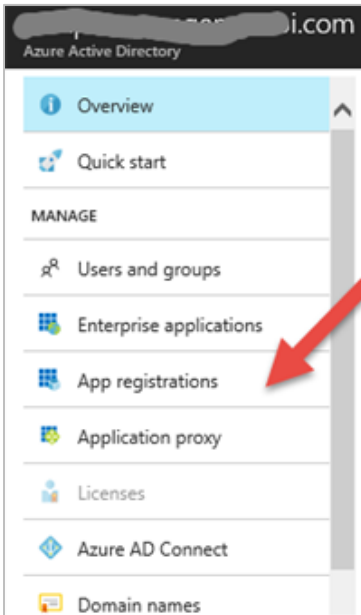 i.com
Azure Active Directory
Overview
Quick start
MANAGE
Users and groups
Enterprise applications
App registrations
Application proxy
Licenses
Azure AD Connect
Domain names